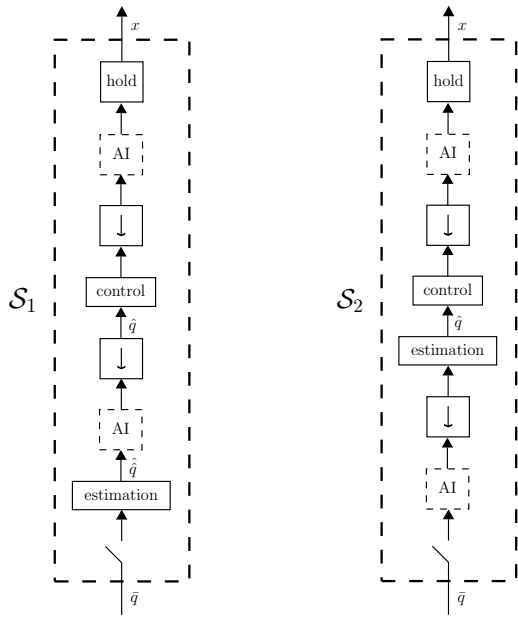 x
hold
AI
↓
control
q̂
↓
AI
q̂̂
estimation
q̄
S₁
x
hold
AI
↓
control
q̂
estimation
↓
AI
q̄
S₂